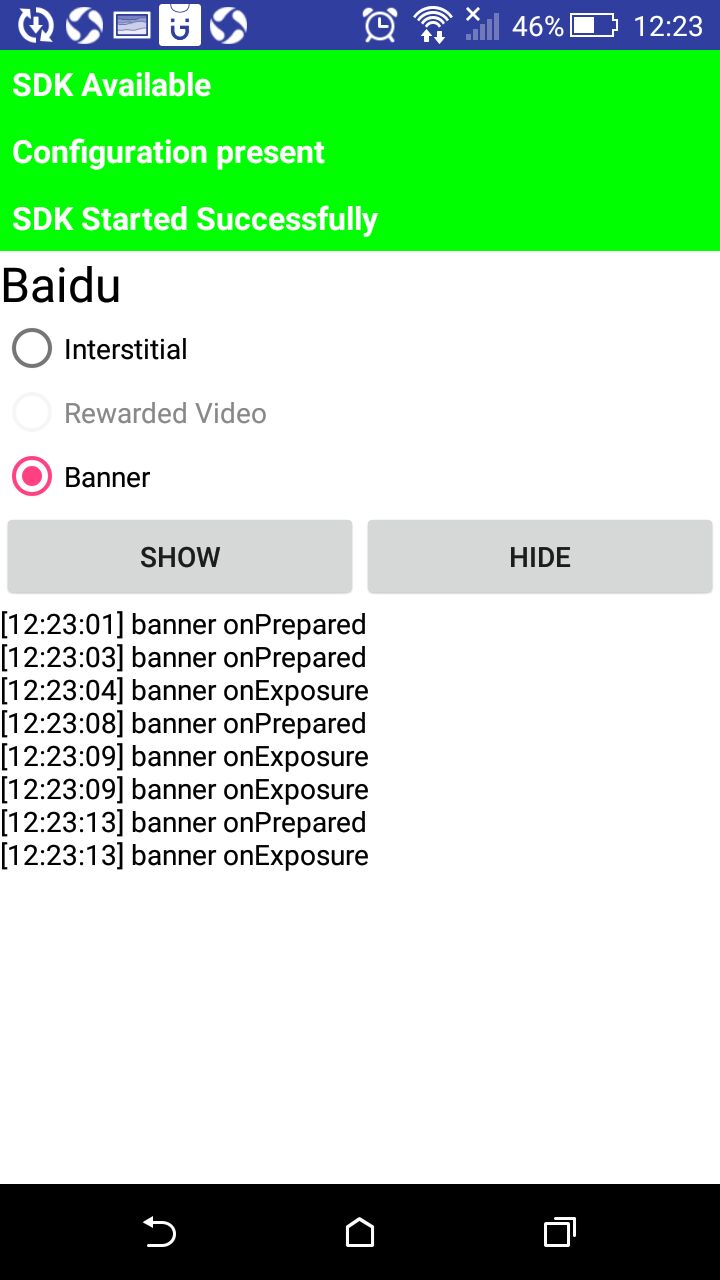 46% 12:23
SDK Available
Configuration present
SDK Started Successfully
Baidu
Interstitial
Rewarded Video
Banner
SHOW HIDE
[12:23:01] banner onPrepared
[12:23:03] banner onPrepared
[12:23:04] banner onExposure
[12:23:08] banner onPrepared
[12:23:09] banner onExposure
[12:23:09] banner onExposure
[12:23:13] banner onPrepared
[12:23:13] banner onExposure